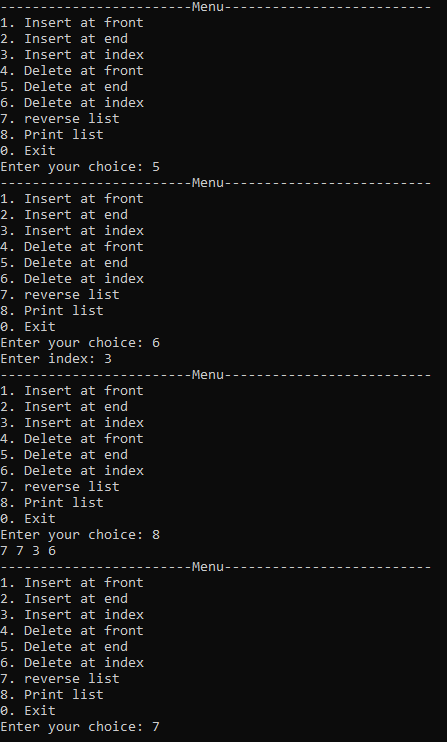 ------------------------Menu--------------------------
1. Insert at front
2. Insert at end
3. Insert at index
4. Delete at front
5. Delete at end
6. Delete at index
7. reverse list
8. Print list
0. Exit
Enter your choice: 5
------------------------Menu--------------------------
1. Insert at front
2. Insert at end
3. Insert at index
4. Delete at front
5. Delete at end
6. Delete at index
7. reverse list
8. Print list
0. Exit
Enter your choice: 6
Enter index: 3
------------------------Menu--------------------------
1. Insert at front
2. Insert at end
3. Insert at index
4. Delete at front
5. Delete at end
6. Delete at index
7. reverse list
8. Print list
0. Exit
Enter your choice: 8
7 7 3 6
------------------------Menu--------------------------
1. Insert at front
2. Insert at end
3. Insert at index
4. Delete at front
5. Delete at end
6. Delete at index
7. reverse list
8. Print list
0. Exit
Enter your choice: 7